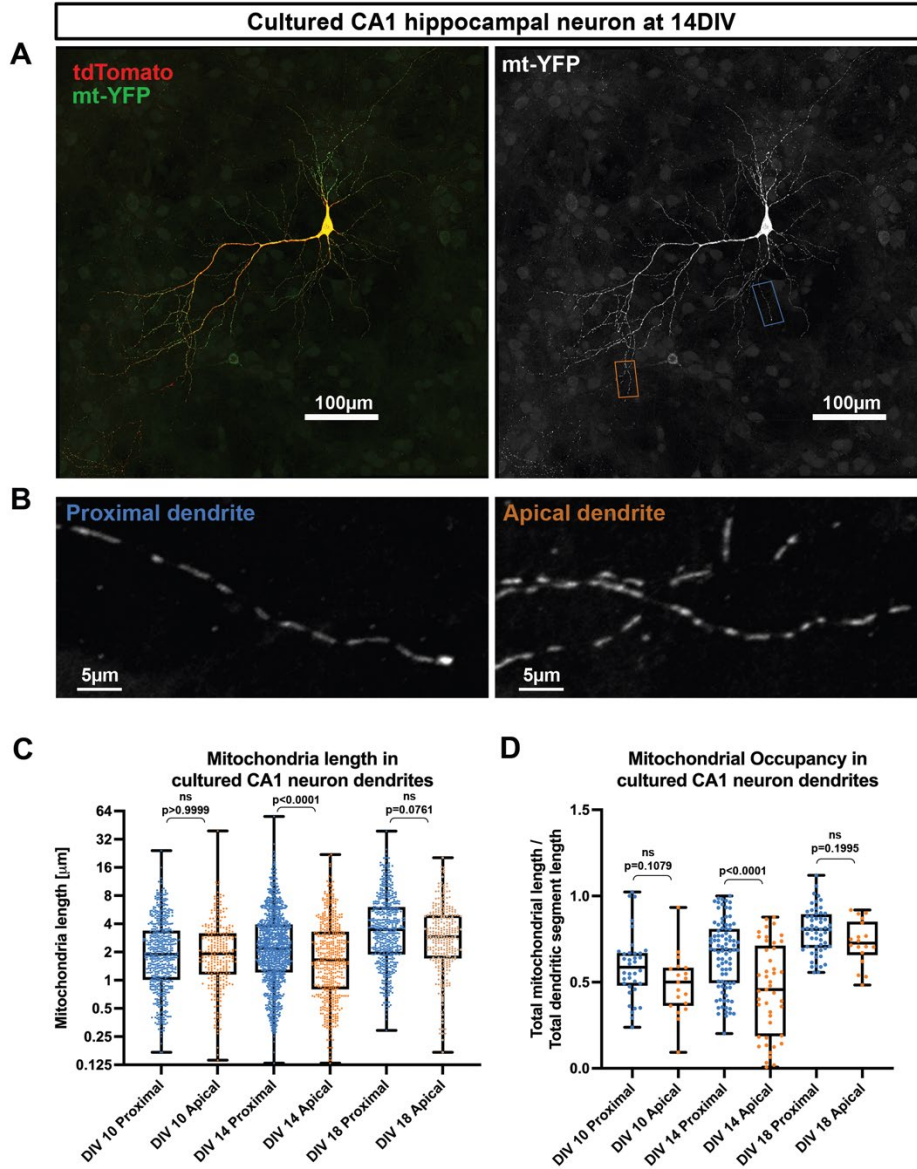 Cultured CA1 hippocampal neuron at 14DIV
A
tdTomato
mt-YFP
100µm
mt-YFP
100µm
B
Proximal dendrite
5µm
Apical dendrite
5µm
C
Mitochondria length in
cultured CA1 neuron dendrites
ns
p>0.9999
p<0.0001
ns
p=0.0761
Mitochondria length [µm]
64
32
16
8
4
2
1
0.5
0.25
0.125
DIV 10 Proximal
DIV 10 Apical
DIV 14 Proximal
DIV 14 Apical
DIV 18 Proximal
DIV 18 Apical
D
Mitochondrial Occupancy in
cultured CA1 neuron dendrites
ns
p=0.1079
p<0.0001
ns
p=0.1995
Total mitochondrial length /
Total dendritic segment length
1.5
1.0
0.5
0.0
DIV 10 Proximal
DIV 10 Apical
DIV 14 Proximal
DIV 14 Apical
DIV 18 Proximal
DIV 18 Apical